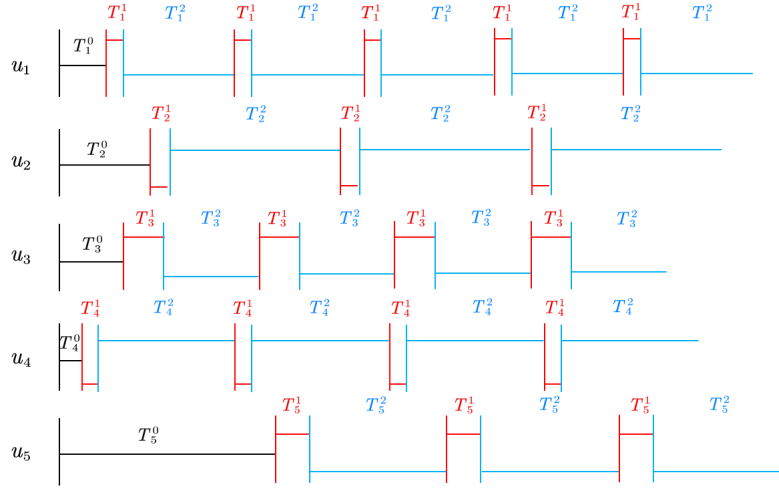 T_1^1 T_1^2 T_1^1 T_1^2 T_1^1 T_1^2 T_1^1 T_1^2 T_1^1 T_1^2
u_1 T_1^0
T_2^1 T_2^2 T_2^1 T_2^2 T_2^1 T_2^2
u_2 T_2^0
T_3^1 T_3^2 T_3^1 T_3^2 T_3^1 T_3^2 T_3^1 T_3^2
u_3 T_3^0
T_4^1 T_4^2 T_4^1 T_4^2 T_4^1 T_4^2 T_4^1 T_4^2
u_4 T_4^0
T_5^1 T_5^2 T_5^1 T_5^2 T_5^1 T_5^2
u_5 T_5^0